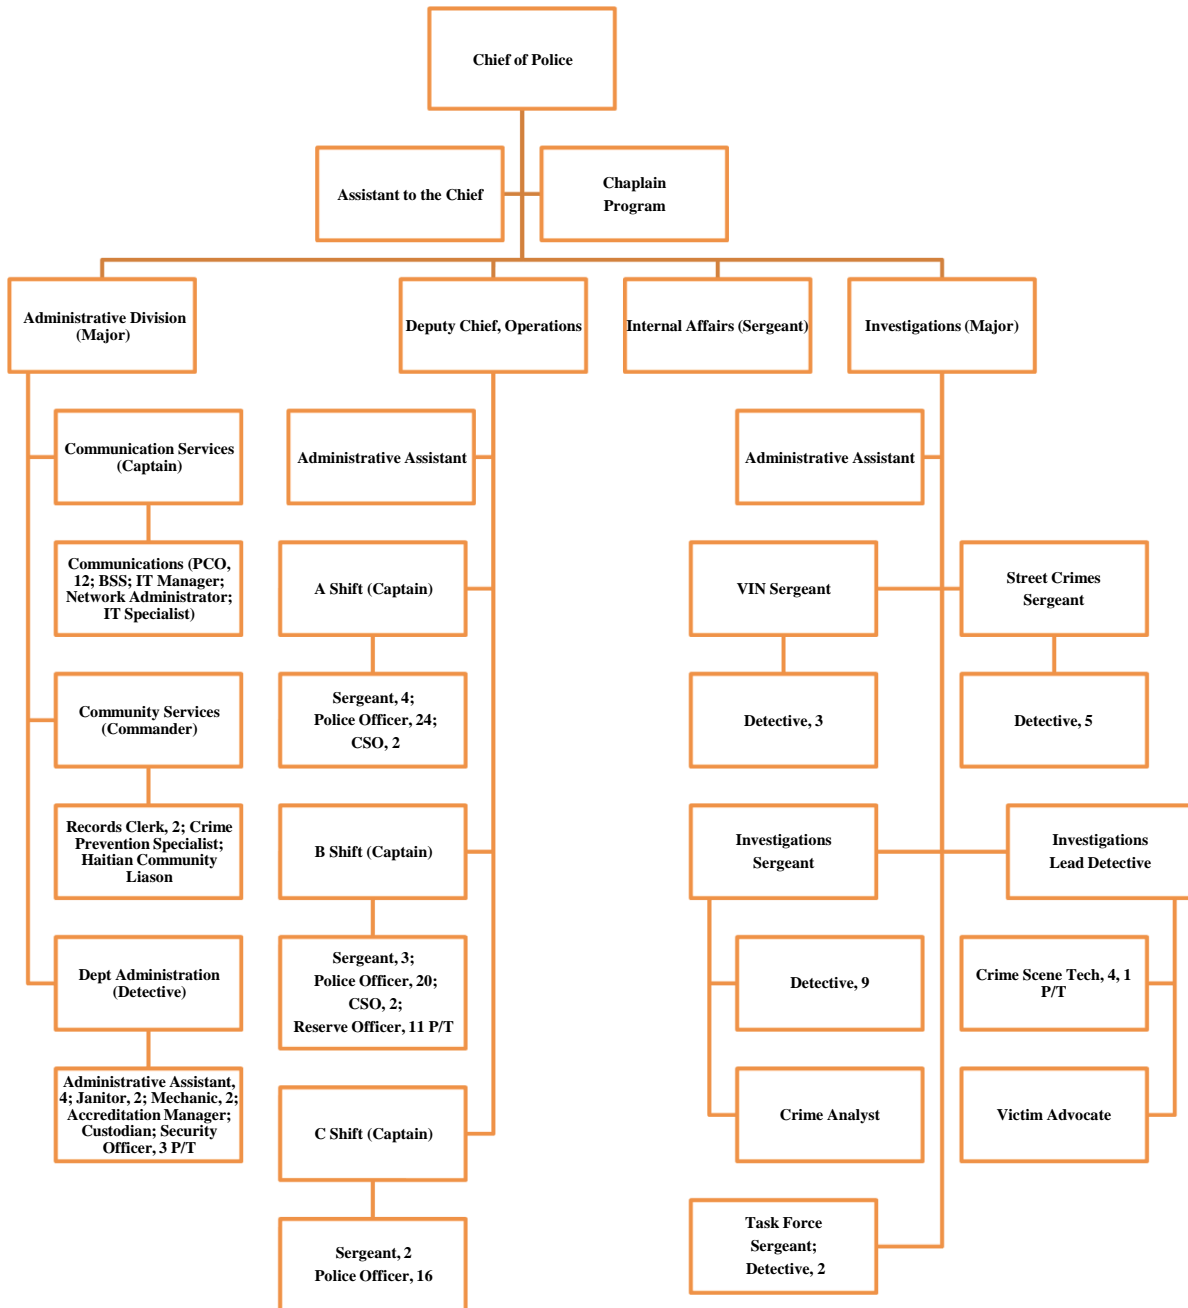 Chief of Police
Assistant to the Chief
Chaplain
Program
Administrative Division
(Major)
Deputy Chief, Operations
Internal Affairs (Sergeant)
Investigations (Major)
Communication Services
(Captain)
Administrative Assistant
Administrative Assistant
Communications (PCO,
12; BSS; IT Manager;
Network Administrator;
IT Specialist)
A Shift (Captain)
VIN Sergeant
Street Crimes
Sergeant
Community Services
(Commander)
Sergeant, 4;
Police Officer, 24;
CSO, 2
Detective, 3
Detective, 5
Records Clerk, 2; Crime
Prevention Specialist;
Haitian Community
Liason
B Shift (Captain)
Investigations
Sergeant
Investigations
Lead Detective
Dept Administration
(Detective)
Sergeant, 3;
Police Officer, 20;
CSO, 2;
Reserve Officer, 11 P/T
Detective, 9
Crime Scene Tech, 4, 1
P/T
Administrative Assistant,
4; Janitor, 2; Mechanic, 2;
Accreditation Manager;
Custodian; Security
Officer, 3 P/T
C Shift (Captain)
Crime Analyst
Victim Advocate
Sergeant, 2
Police Officer, 16
Task Force
Sergeant;
Detective, 2